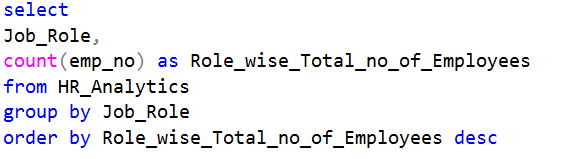 select
Job_Role,
count(emp_no) as Role_wise_Total_no_of_Employees
from HR_Analytics
group by Job_Role
order by Role_wise_Total_no_of_Employees desc